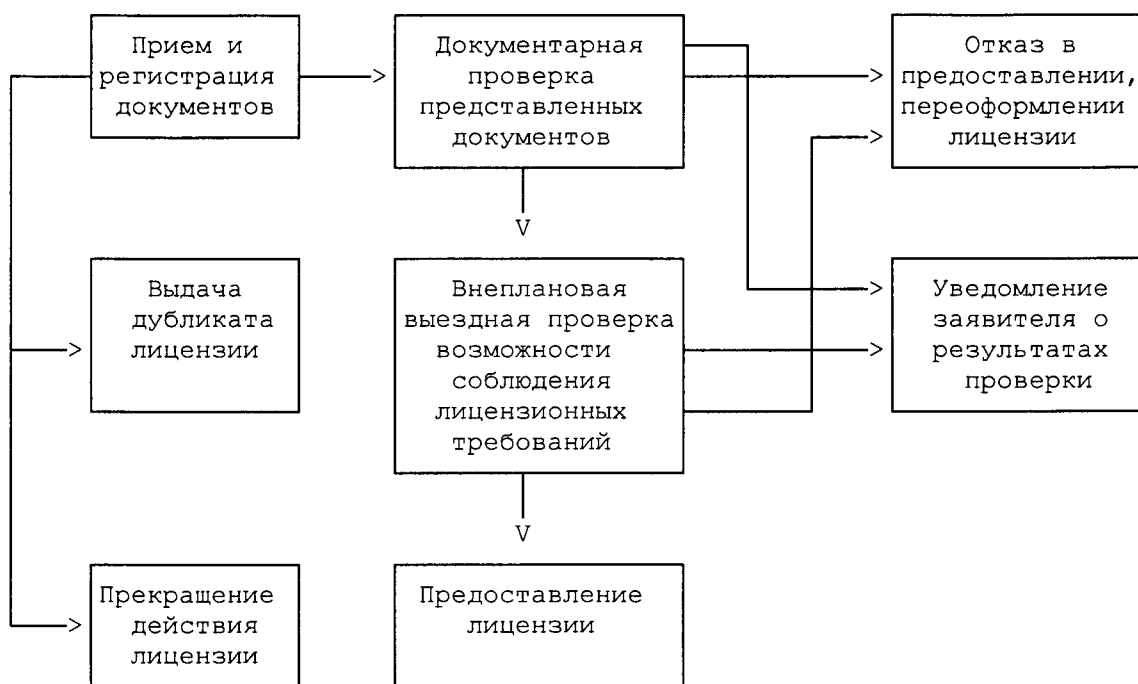 Прием и
регистрация
документов
Документарная
проверка
представленных
документов
Отказ в
предоставлении,
переоформлении
лицензии
Выдача
дубликата
лицензии
Внеплановая
выездная проверка
возможности
соблюдения
лицензионных
требований
Уведомление
заявителя о
результатах
проверки
Прекращение
действия
лицензии
Предоставление
лицензии